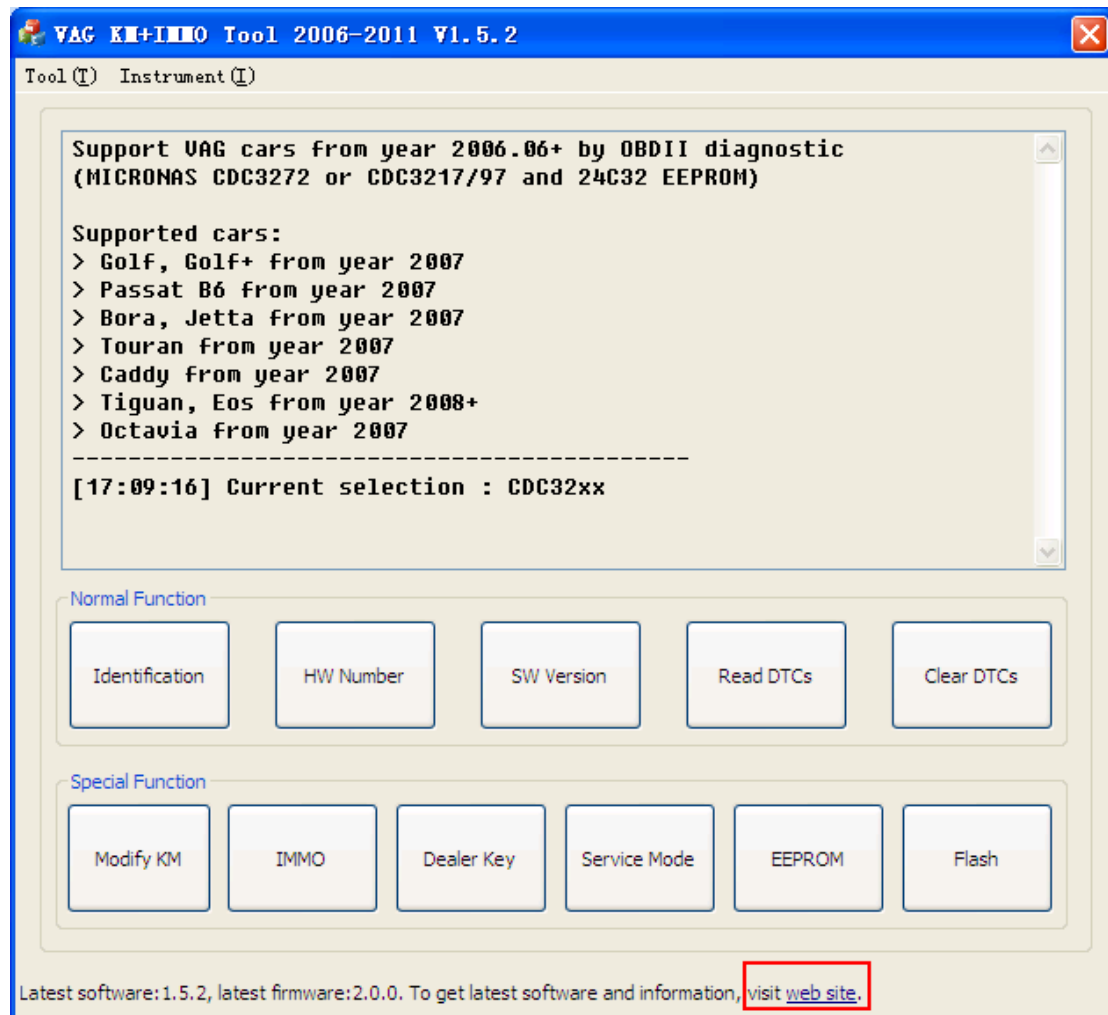 VAG KM+IMMO Tool 2006-2011 V1.5.2
Tool(T) Instrument(I)
Support VAG cars from year 2006.06+ by OBDII diagnostic
(MICRONAS CDC3272 or CDC3217/97 and 24C32 EEPROM)
Supported cars:
> Golf, Golf+ from year 2007
> Passat B6 from year 2007
> Bora, Jetta from year 2007
> Touran from year 2007
> Caddy from year 2007
> Tiguan, Eos from year 2008+
> Octavia from year 2007
--------------------------------------------
[17:09:16] Current selection : CDC32xx
Normal Function
Identification HW Number SW Version Read DTCs Clear DTCs
Special Function
Modify KM IMMO Dealer Key Service Mode EEPROM Flash
Latest software:1.5.2, latest firmware:2.0.0. To get latest software and information, visit web site.